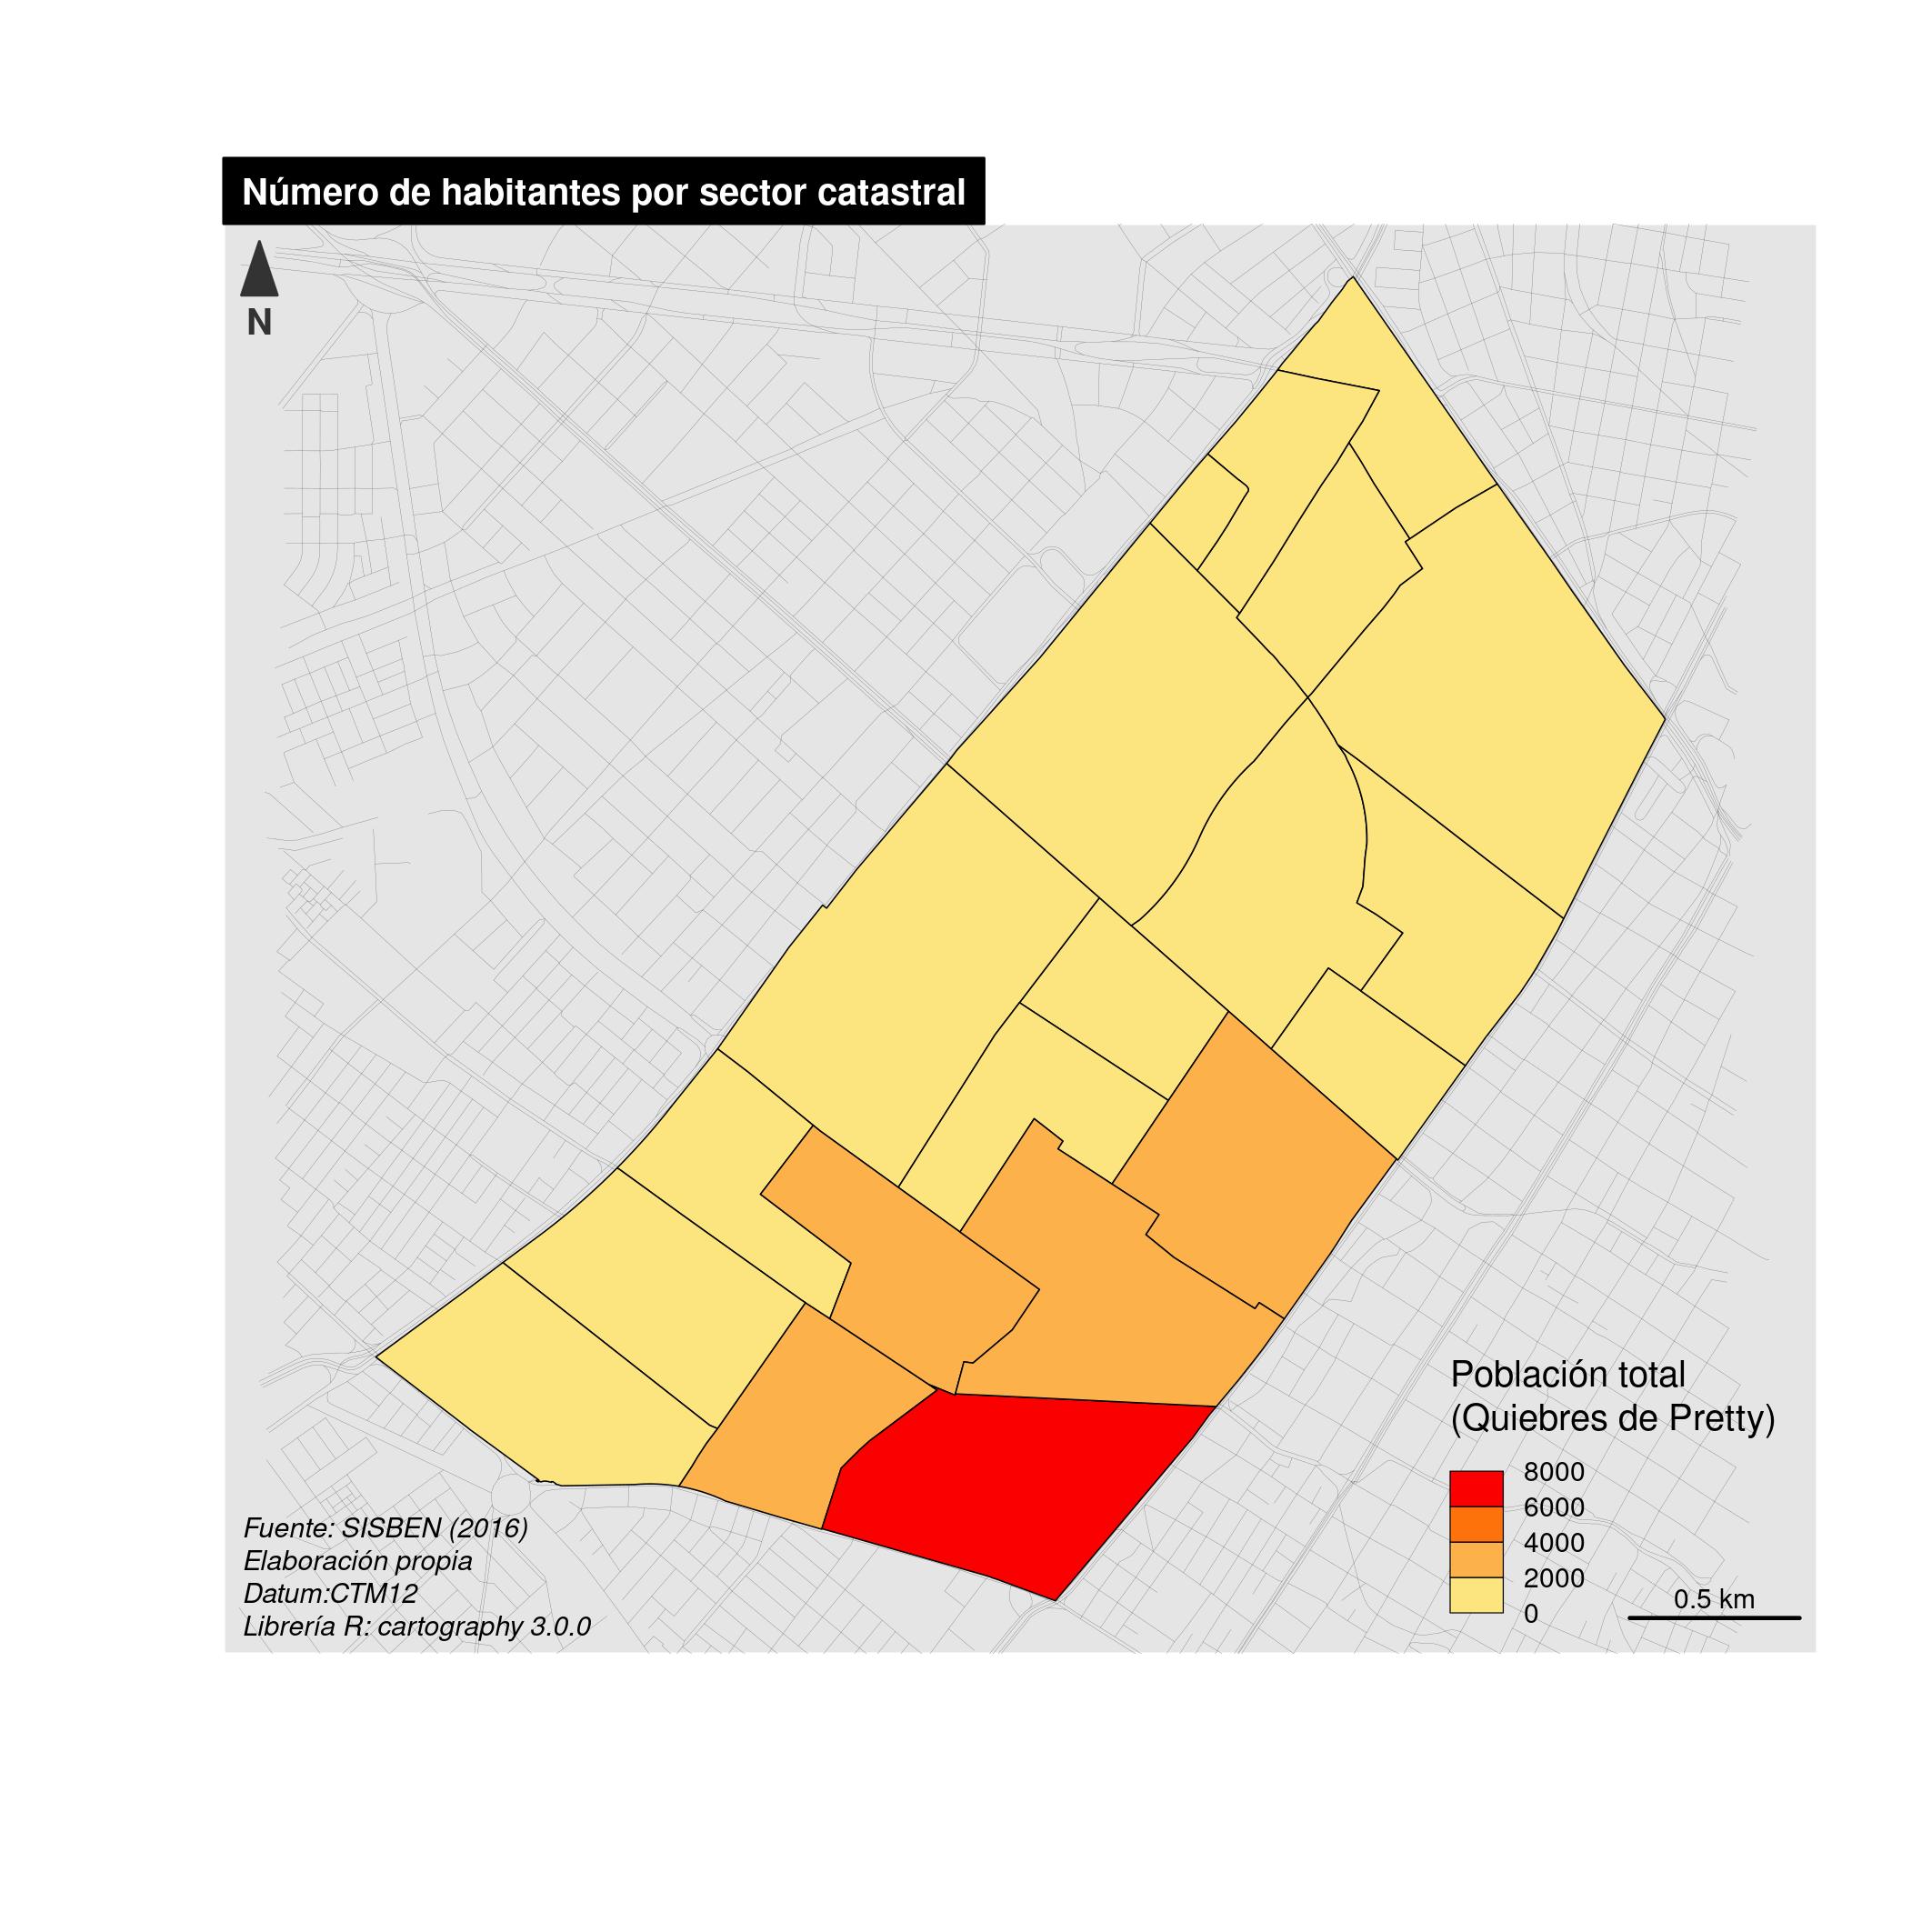 Número de habitantes por sector catastral
N
Población total
(Quiebres de Pretty)
8000
6000
4000
2000
0
0.5 km
Fuente: SISBEN (2016)
Elaboración propia
Datum:CTM12
Librería R: cartography 3.0.0